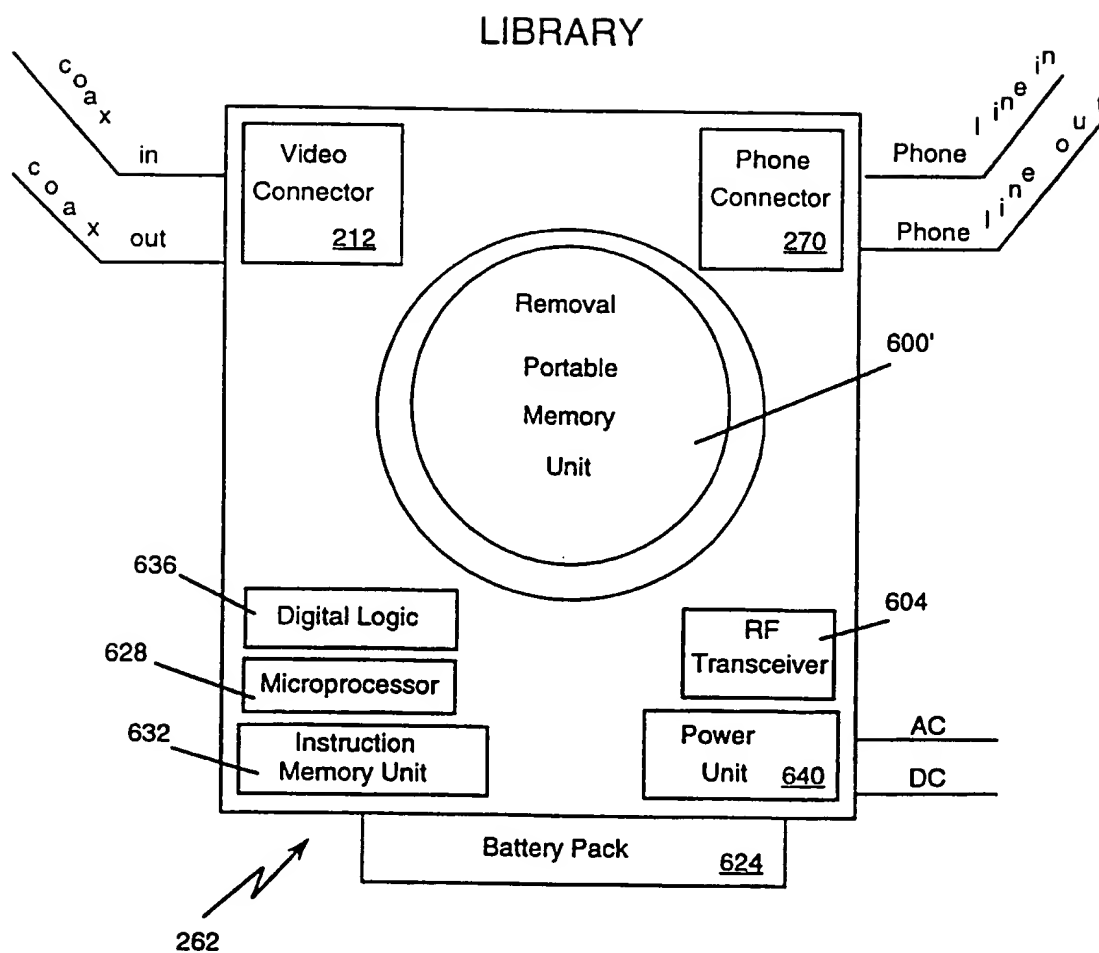 LIBRARY
coax
in
coax
out
Video
Connector
212
Phone
Connector
270
Phone line in
Phone line out
Removal
Portable
Memory
Unit
600'
636
Digital Logic
628
Microprocessor
632
Instruction
Memory Unit
604
RF
Transceiver
Power
Unit
640
AC
DC
Battery Pack
624
262